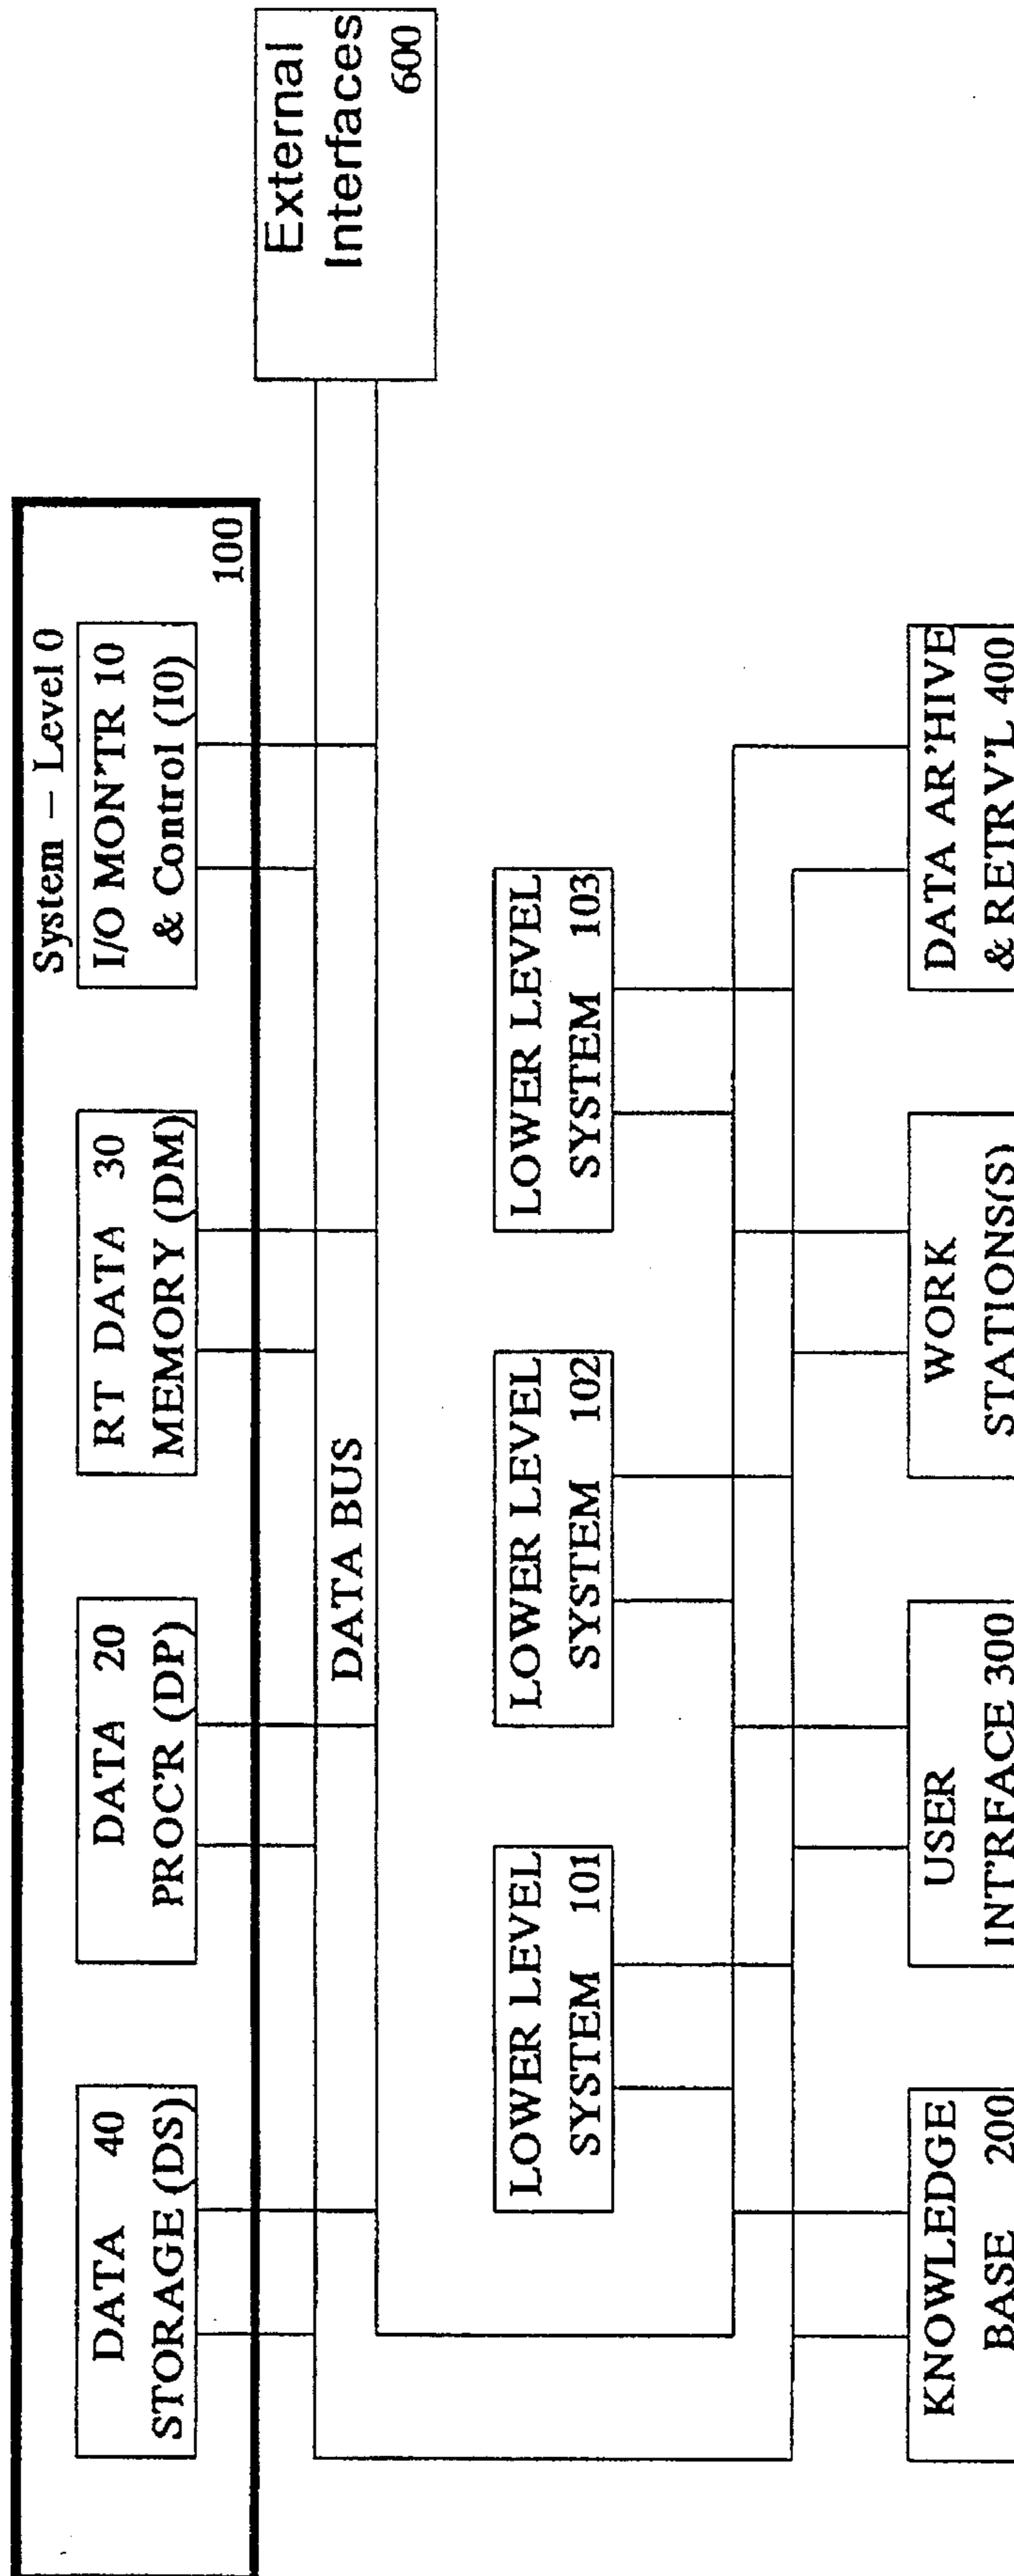 System – Level 0
DATA 40
STORAGE (DS)
DATA 20
PROC'R (DP)
RT DATA 30
MEMORY (DM)
I/O MON'TR 10
& Control (I0)
100
DATA BUS
External
Interfaces
600
LOWER LEVEL
SYSTEM 101
LOWER LEVEL
SYSTEM 102
LOWER LEVEL
SYSTEM 103
KNOWLEDGE
BASE 200
USER
INT'RFACE 300
WORK
STATIONS(S)
DATA AR'HIVE
& RETRV'L 400